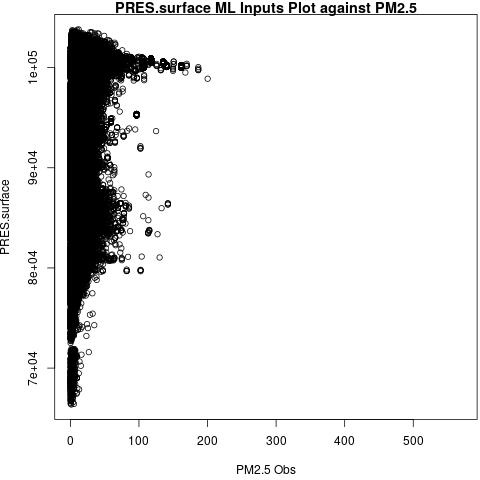 PRES.surface ML Inputs Plot against PM2.5
1e+05
9e+04
8e+04
7e+04
PRES.surface
0 100 200 300 400 500
PM2.5 Obs